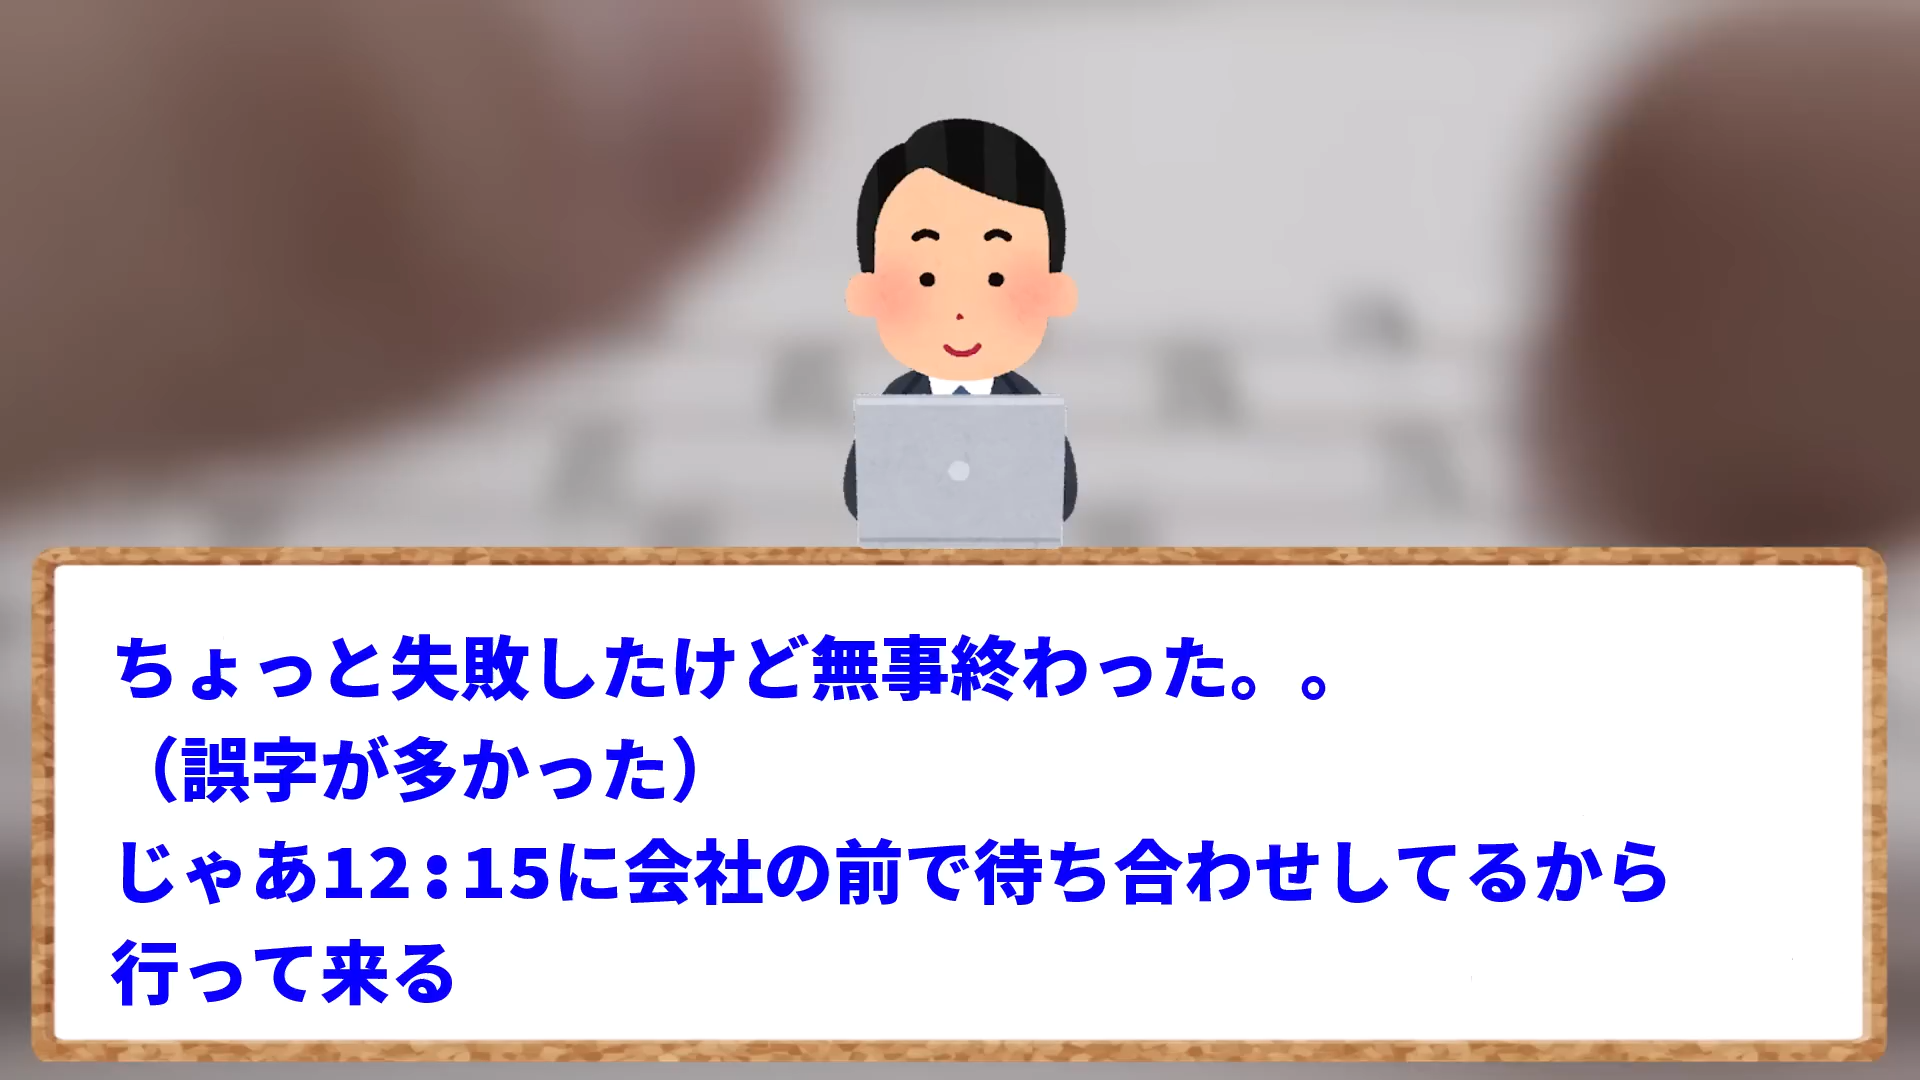 ちょっと失敗したけど無事終わった。。
（誤字が多かった）
じゃあ12:15に会社の前で待ち合わせしてるから
行って来る